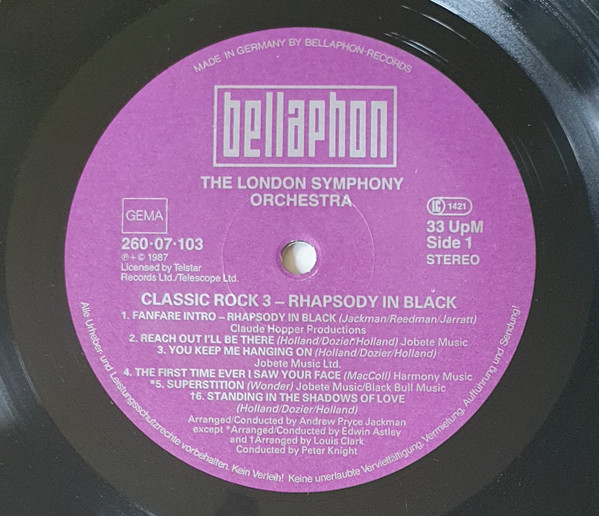 MADE IN GERMANY BY BELLAPHON-RECORDS
bellaphon
THE LONDON SYMPHONY
ORCHESTRA
GEMA
LC 1421
260·07·103
33 UpM
Side 1
STEREO
℗+© 1987
Licensed by Telstar
Records Ltd./Telescope Ltd.
CLASSIC ROCK 3 – RHAPSODY IN BLACK
1. FANFARE INTRO – RHAPSODY IN BLACK (Jackman/Reedman/Jarratt)
Claude Hopper Productions
2. REACH OUT I'LL BE THERE (Holland/Dozier/Holland) Jobete Music
3. YOU KEEP ME HANGING ON (Holland/Dozier/Holland)
Jobete Music Ltd.
4. THE FIRST TIME EVER I SAW YOUR FACE (MacColl) Harmony Music
*5. SUPERSTITION (Wonder) Jobete Music/Black Bull Music
†6. STANDING IN THE SHADOWS OF LOVE
(Holland/Dozier/Holland)
Arranged/Conducted by Andrew Pryce Jackman
except *Arranged/Conducted by Edwin Astley
and †Arranged by Louis Clark
Conducted by Peter Knight
Alle Urheber- und Leistungsschutzrechte vorbehalten. Kein Verleih! Keine unerlaubte Vervielfältigung, Vermietung, Aufführung und Sendung!